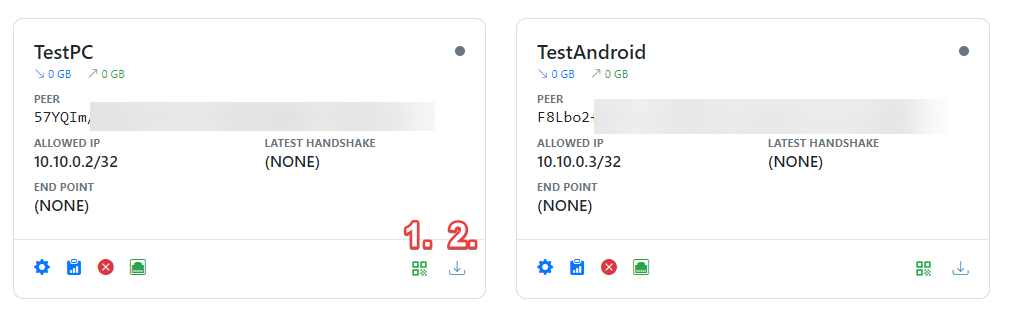 TestPC
0 GB 0 GB
PEER
57YQIm/
ALLOWED IP LATEST HANDSHAKE
10.10.0.2/32 (NONE)
END POINT
(NONE)
1. 2.
TestAndroid
0 GB 0 GB
PEER
F8Lbo2
ALLOWED IP LATEST HANDSHAKE
10.10.0.3/32 (NONE)
END POINT
(NONE)